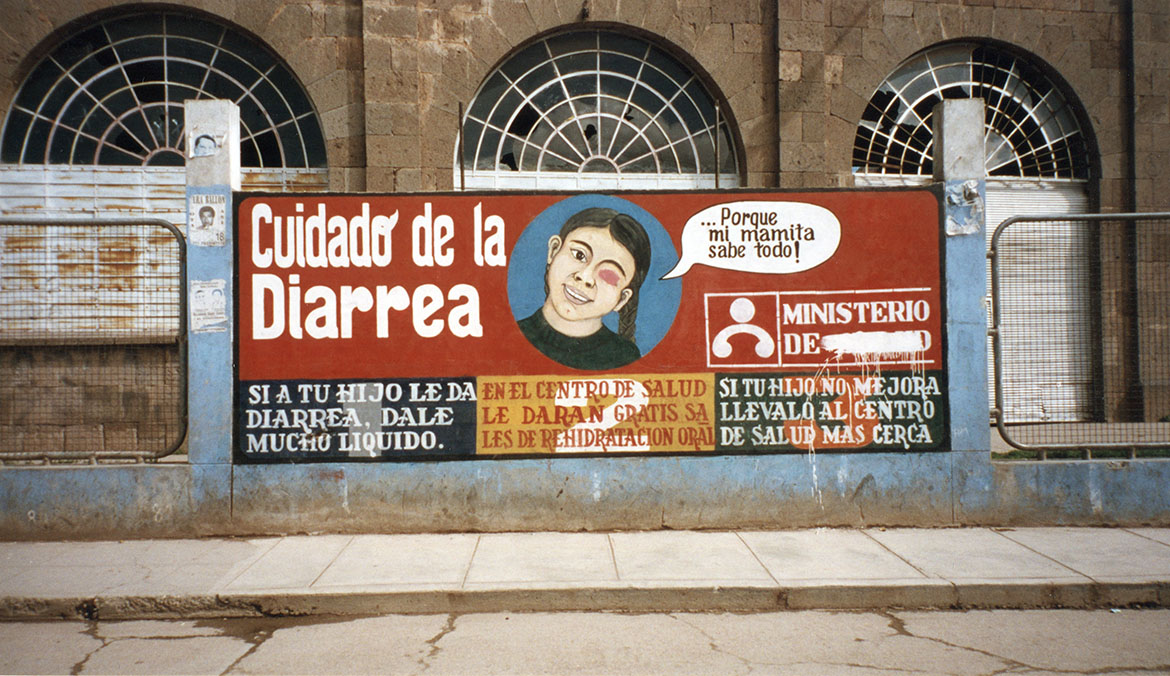 Cuidado de la
Diarrea
... Porque
mi mamita
sabe todo!
MINISTERIO
DE
SI A TU HIJO LE DA
DIARREA, DALE
MUCHO LIQUIDO.
EN EL CENTRO DE SALUD
LE DARAN GRATIS SA
LES DE REHIDRATACION ORAL
SI TU HIJO NO MEJORA
LLEVALO AL CENTRO
DE SALUD MAS CERCA
18